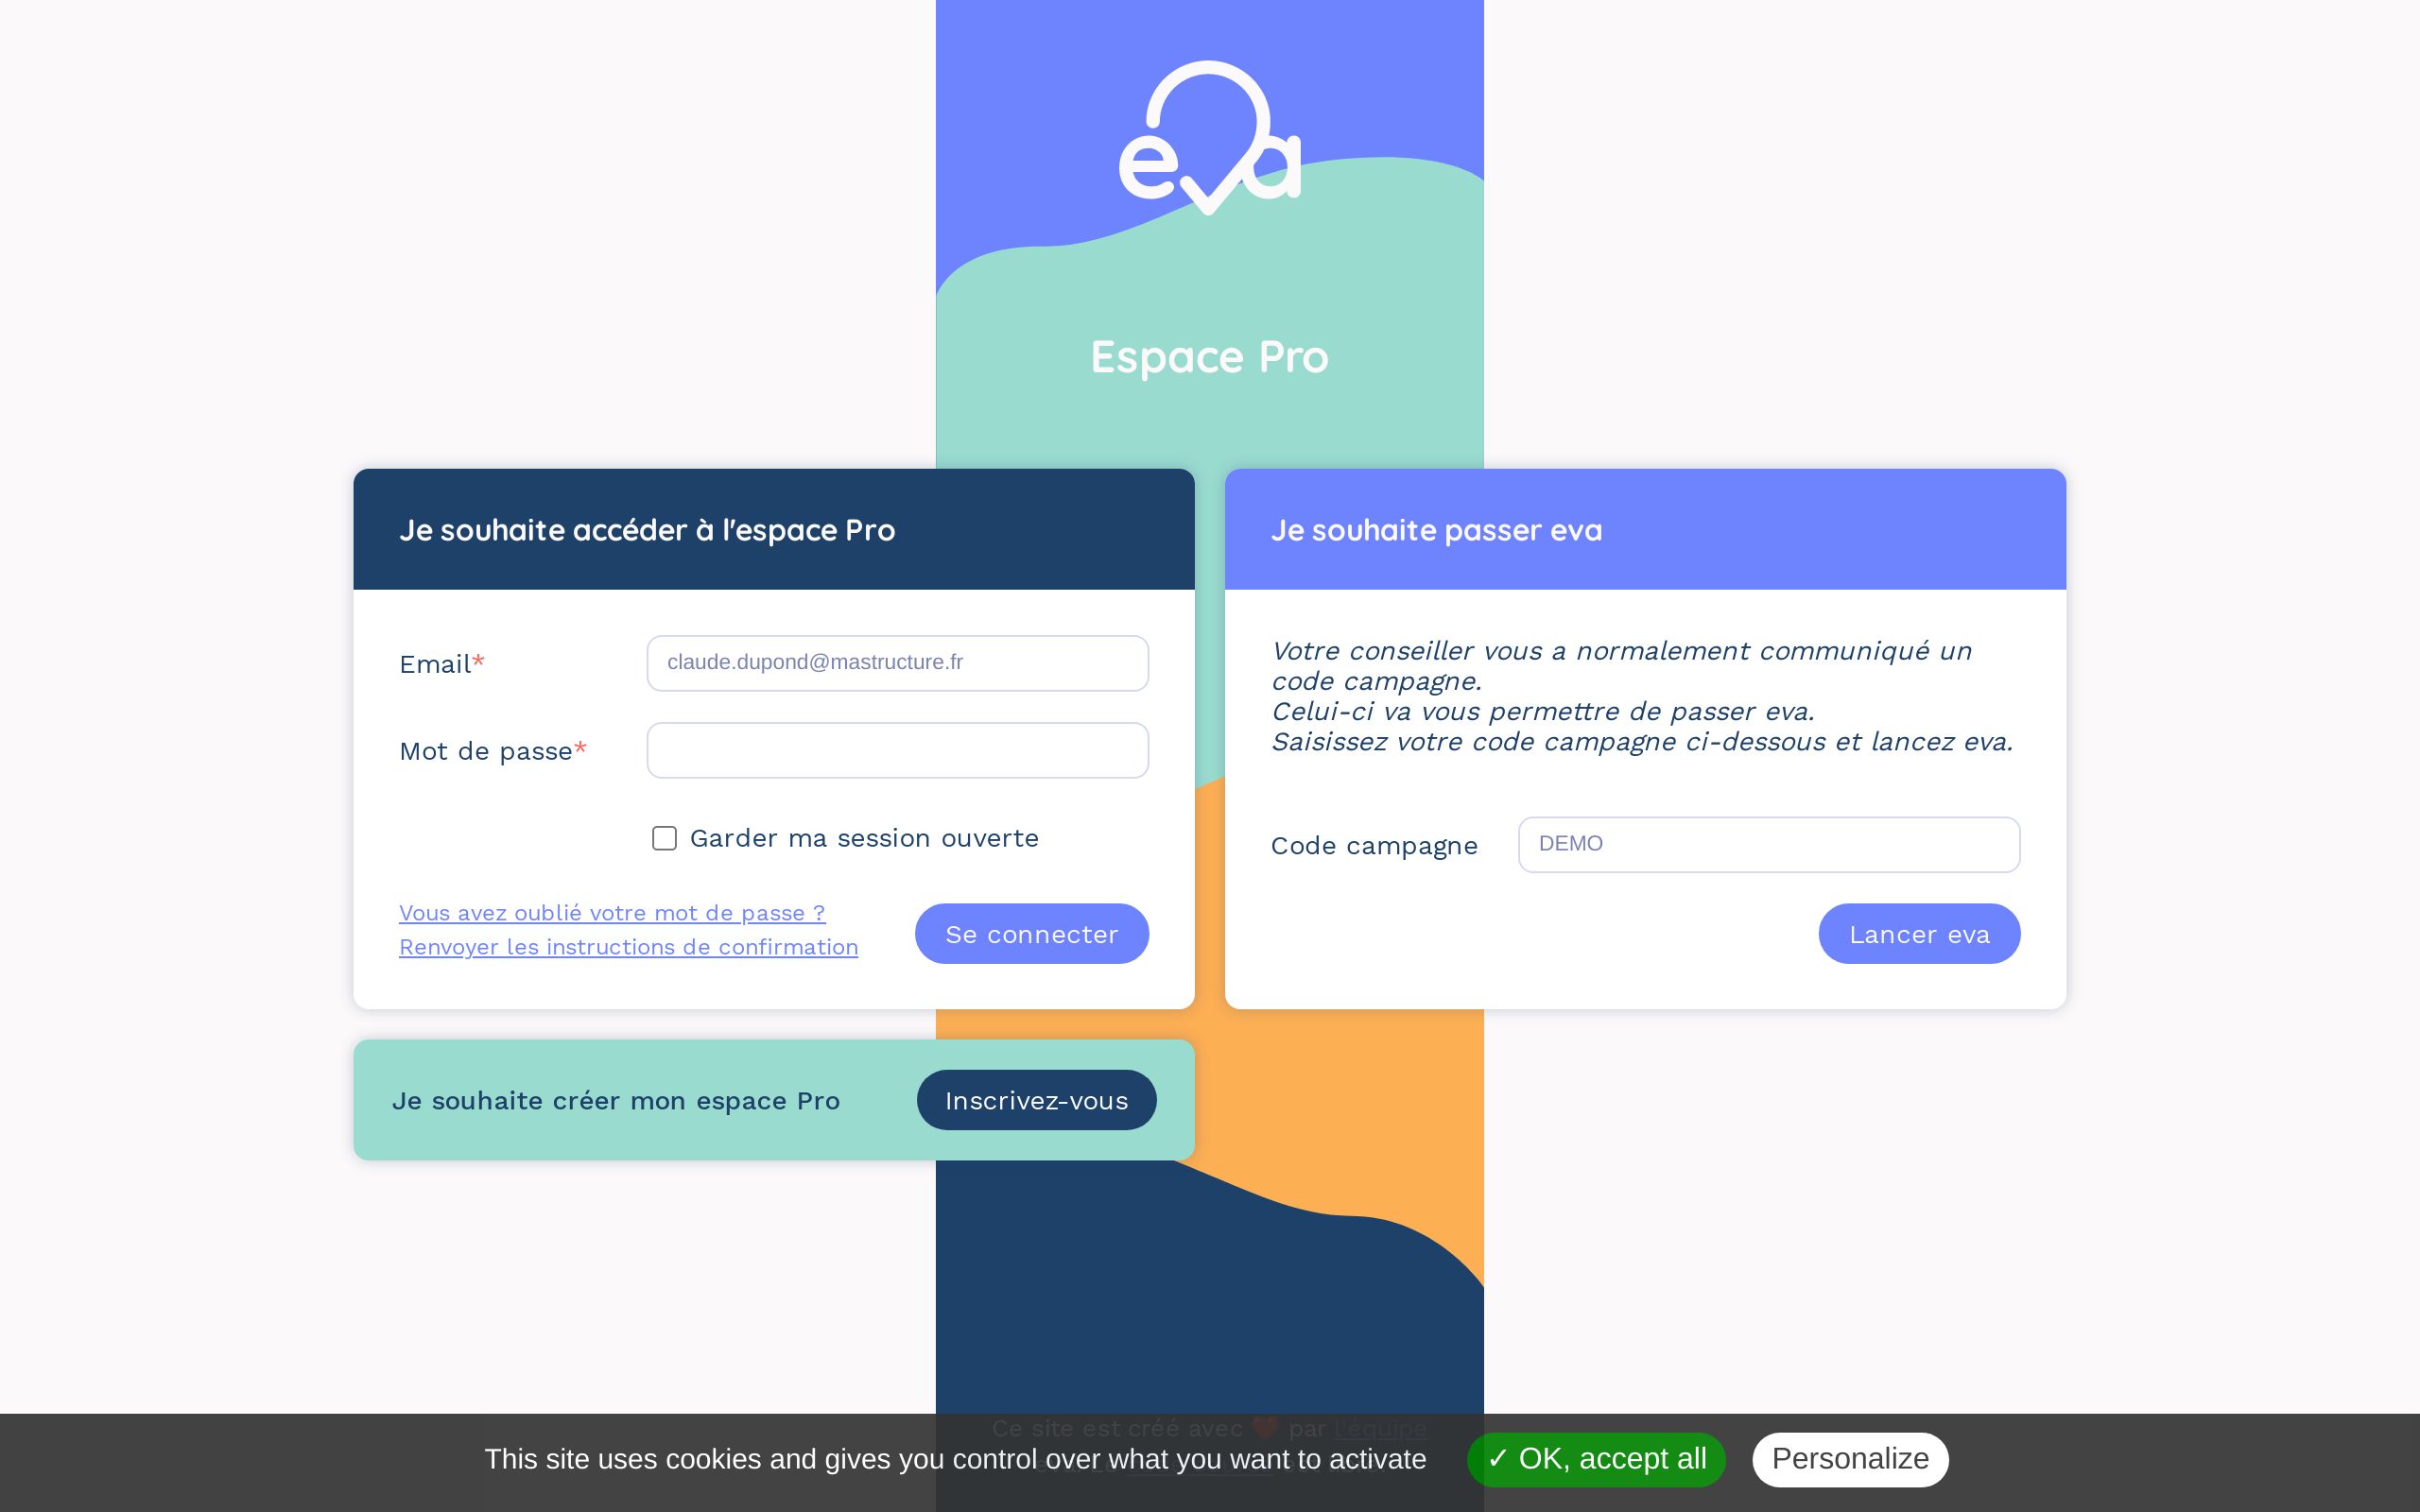 eva
Espace Pro
Je souhaite accéder à l'espace Pro
Email*
claude.dupond@mastructure.fr
Mot de passe*
Garder ma session ouverte
Vous avez oublié votre mot de passe ?
Renvoyer les instructions de confirmation
Se connecter
Je souhaite passer eva
Votre conseiller vous a normalement communiqué un
code campagne.
Celui-ci va vous permettre de passer eva.
Saisissez votre code campagne ci-dessous et lancez eva.
Code campagne
DEMO
Lancer eva
Je souhaite créer mon espace Pro
Inscrivez-vous
Ce site est créé avec ❤️ par l'équipe
This site uses cookies and gives you control over what you want to activate
✓ OK, accept all
Personalize